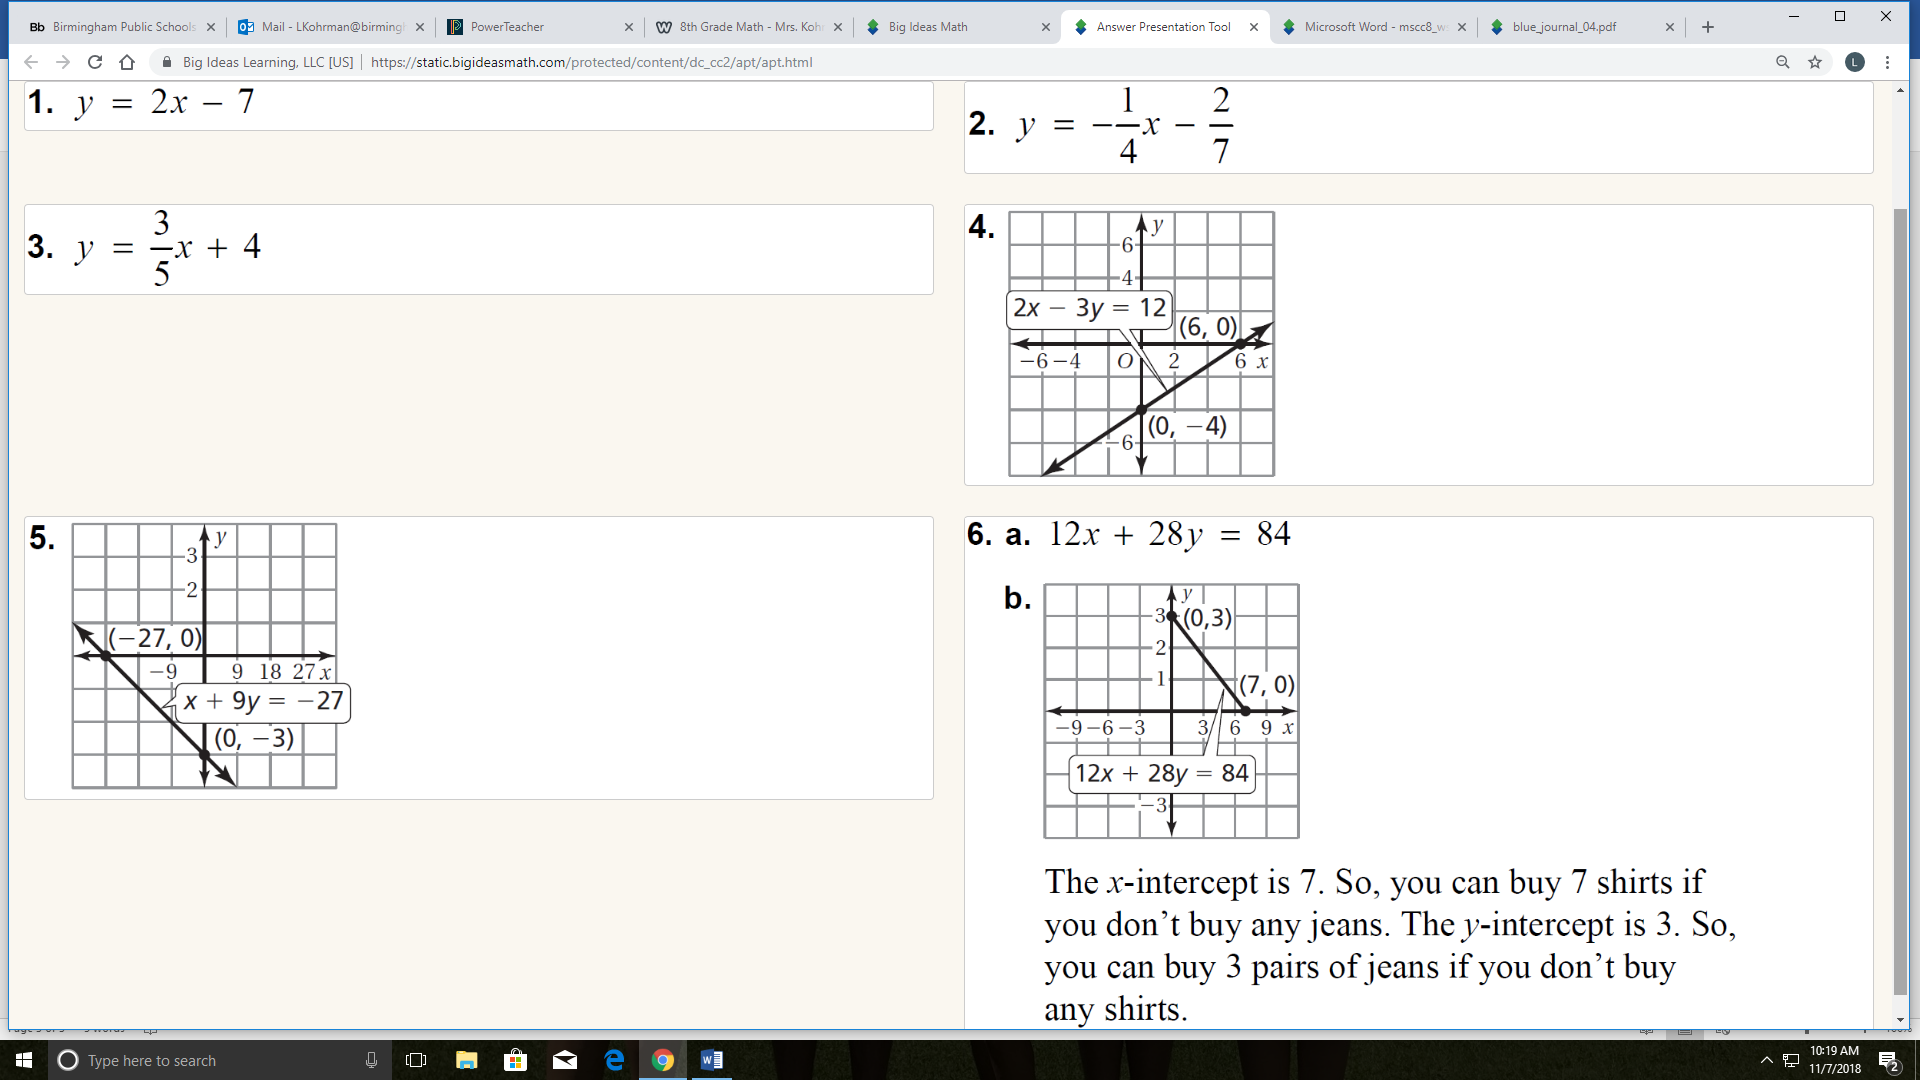 Bb Birmingham Public Schools
Mail - LKohrman@birmingl
PowerTeacher
8th Grade Math - Mrs. Koh
Big Ideas Math
Answer Presentation Tool
Microsoft Word - mscc8_w
blue_journal_04.pdf
Big Ideas Learning, LLC [US] | https://static.bigideasmath.com/protected/content/dc_cc2/apt/apt.html
L
1. y = 2x − 7
2. y = −1/4 x − 2/7
3. y = 3/5 x + 4
4.
y
6
4
2x − 3y = 12
(6, 0)
−6 −4 O 2 6 x
(0, −4)
−6
5.
y
3
2
(−27, 0)
−9 9 18 27 x
x + 9y = −27
(0, −3)
6. a. 12x + 28y = 84
b.
y
3 (0,3)
2
1
(7, 0)
−9 −6 −3 3 6 9 x
12x + 28y = 84
−3
The x-intercept is 7. So, you can buy 7 shirts if
you don’t buy any jeans. The y-intercept is 3. So,
you can buy 3 pairs of jeans if you don’t buy
any shirts.
Type here to search
10:19 AM
11/7/2018
2